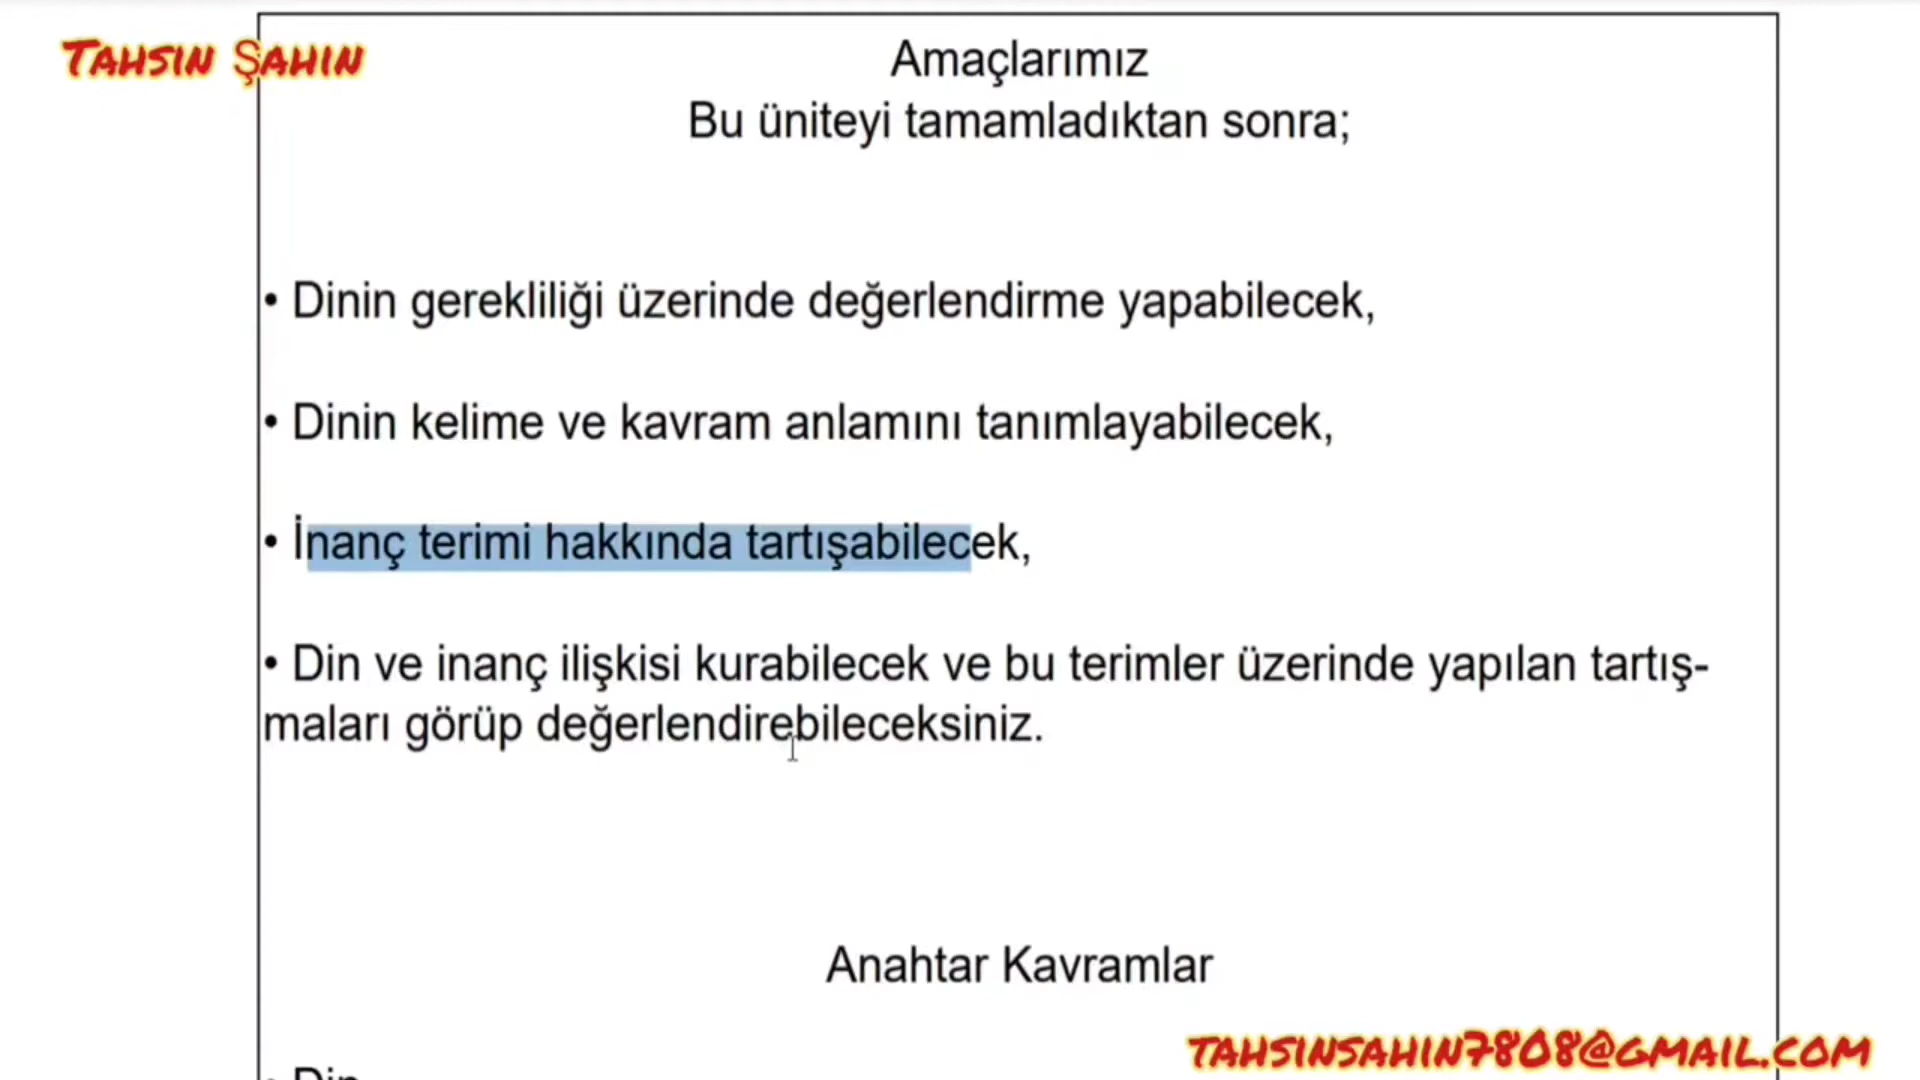 TAHSIN ŞAHIN
Amaçlarımız
Bu üniteyi tamamladıktan sonra;
• Dinin gerekliliği üzerinde değerlendirme yapabilecek,
• Dinin kelime ve kavram anlamını tanımlayabilecek,
• İnanç terimi hakkında tartışabilecek,
• Din ve inanç ilişkisi kurabilecek ve bu terimler üzerinde yapılan tartış-
maları görüp değerlendirebileceksiniz.
Anahtar Kavramlar
TAHSINSAHIN7808@GMAIL.COM
• Din